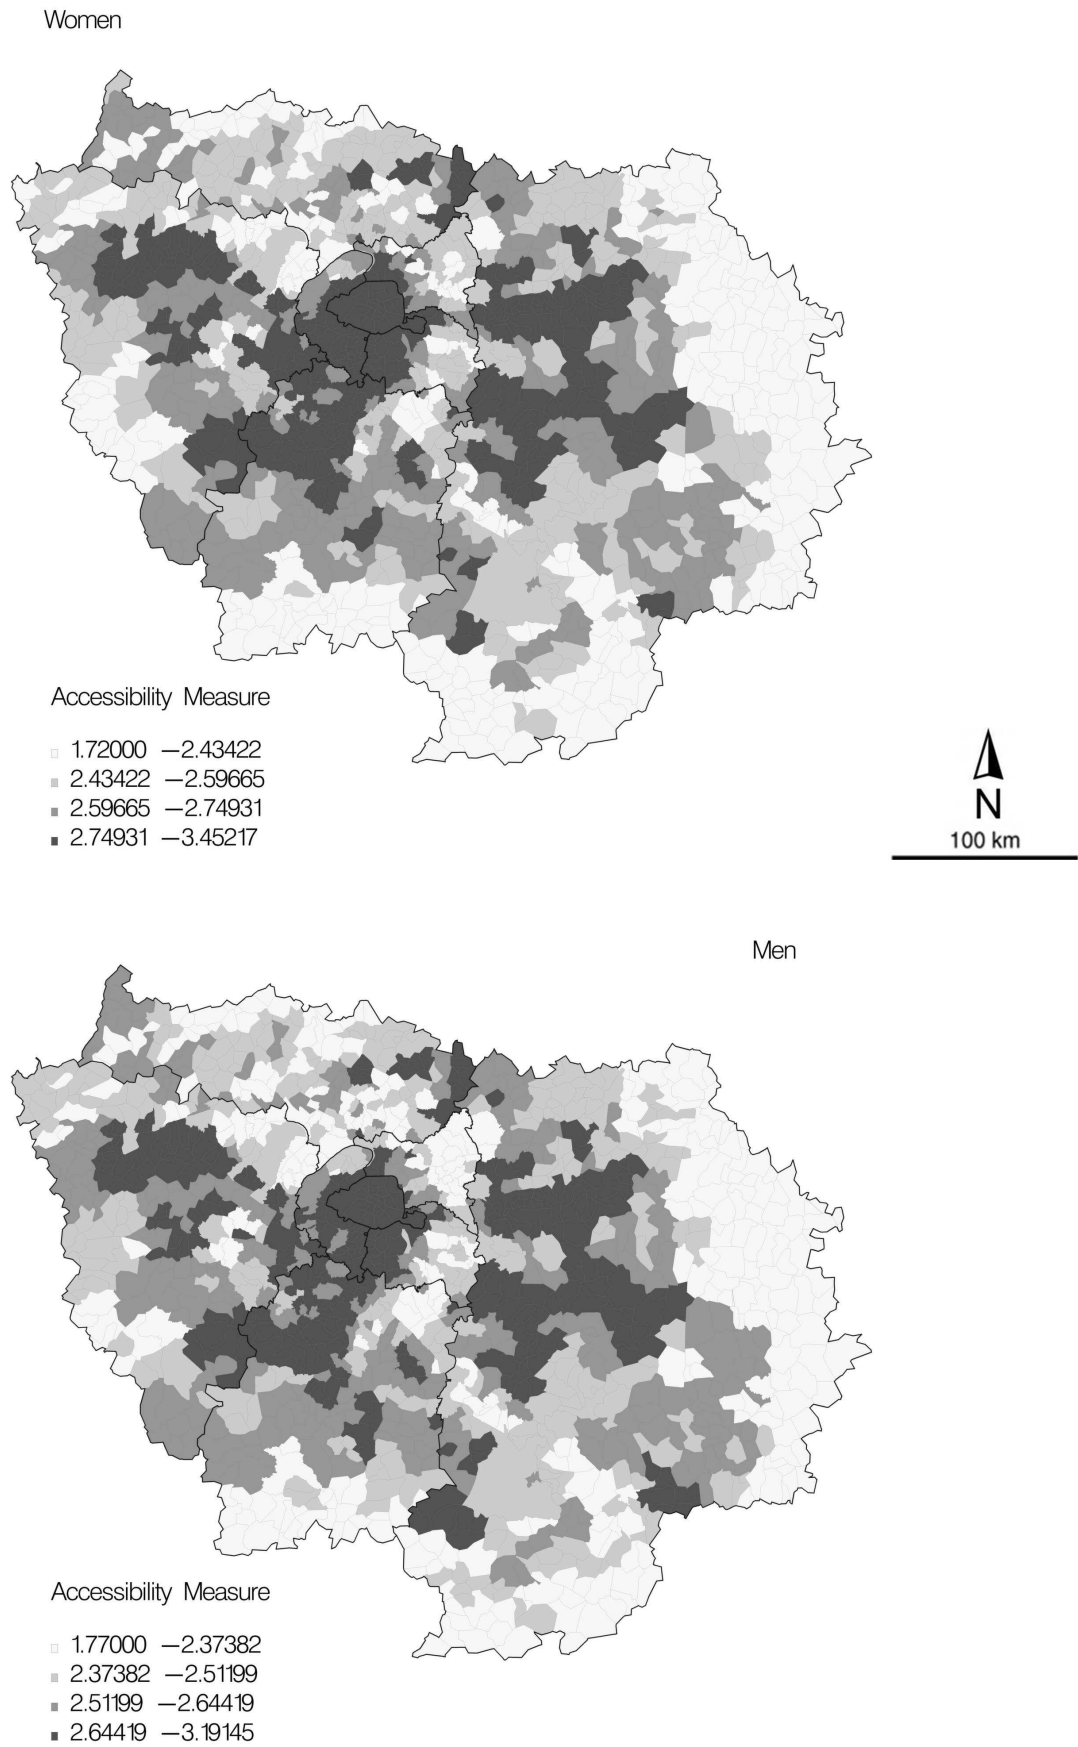 Women
Accessibility Measure
1.72000 –2.43422
2.43422 –2.59665
2.59665 –2.74931
2.74931 –3.45217
N
100 km
Men
Accessibility Measure
1.77000 –2.37382
2.37382 –2.51199
2.51199 –2.64419
2.64419 –3.19145